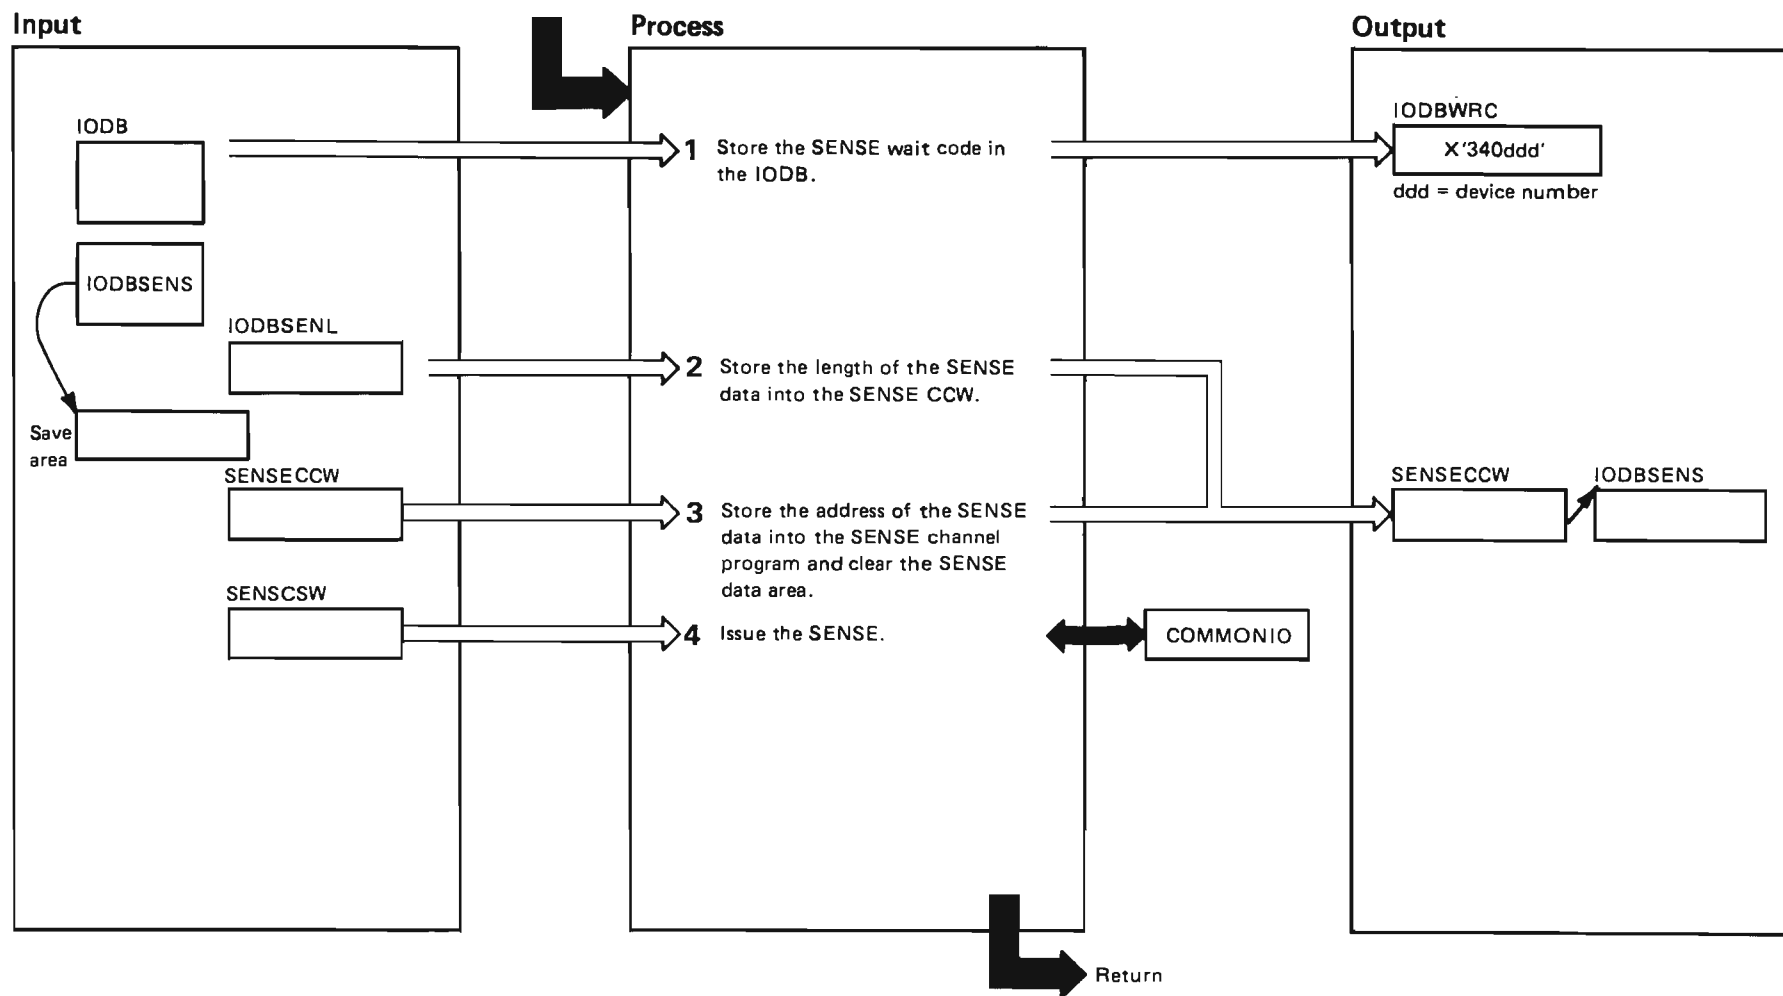 Input
Process
Output
IODB
IODBWRC
1 Store the SENSE wait code in
the IODB.
X'340ddd'
ddd = device number
IODBSENS
IODBSENL
2 Store the length of the SENSE
data into the SENSE CCW.
Save
area
SENSECCW
3 Store the address of the SENSE
data into the SENSE channel
program and clear the SENSE
data area.
SENSECCW
IODBSENS
SENSCSW
4 Issue the SENSE.
COMMONIO
Return